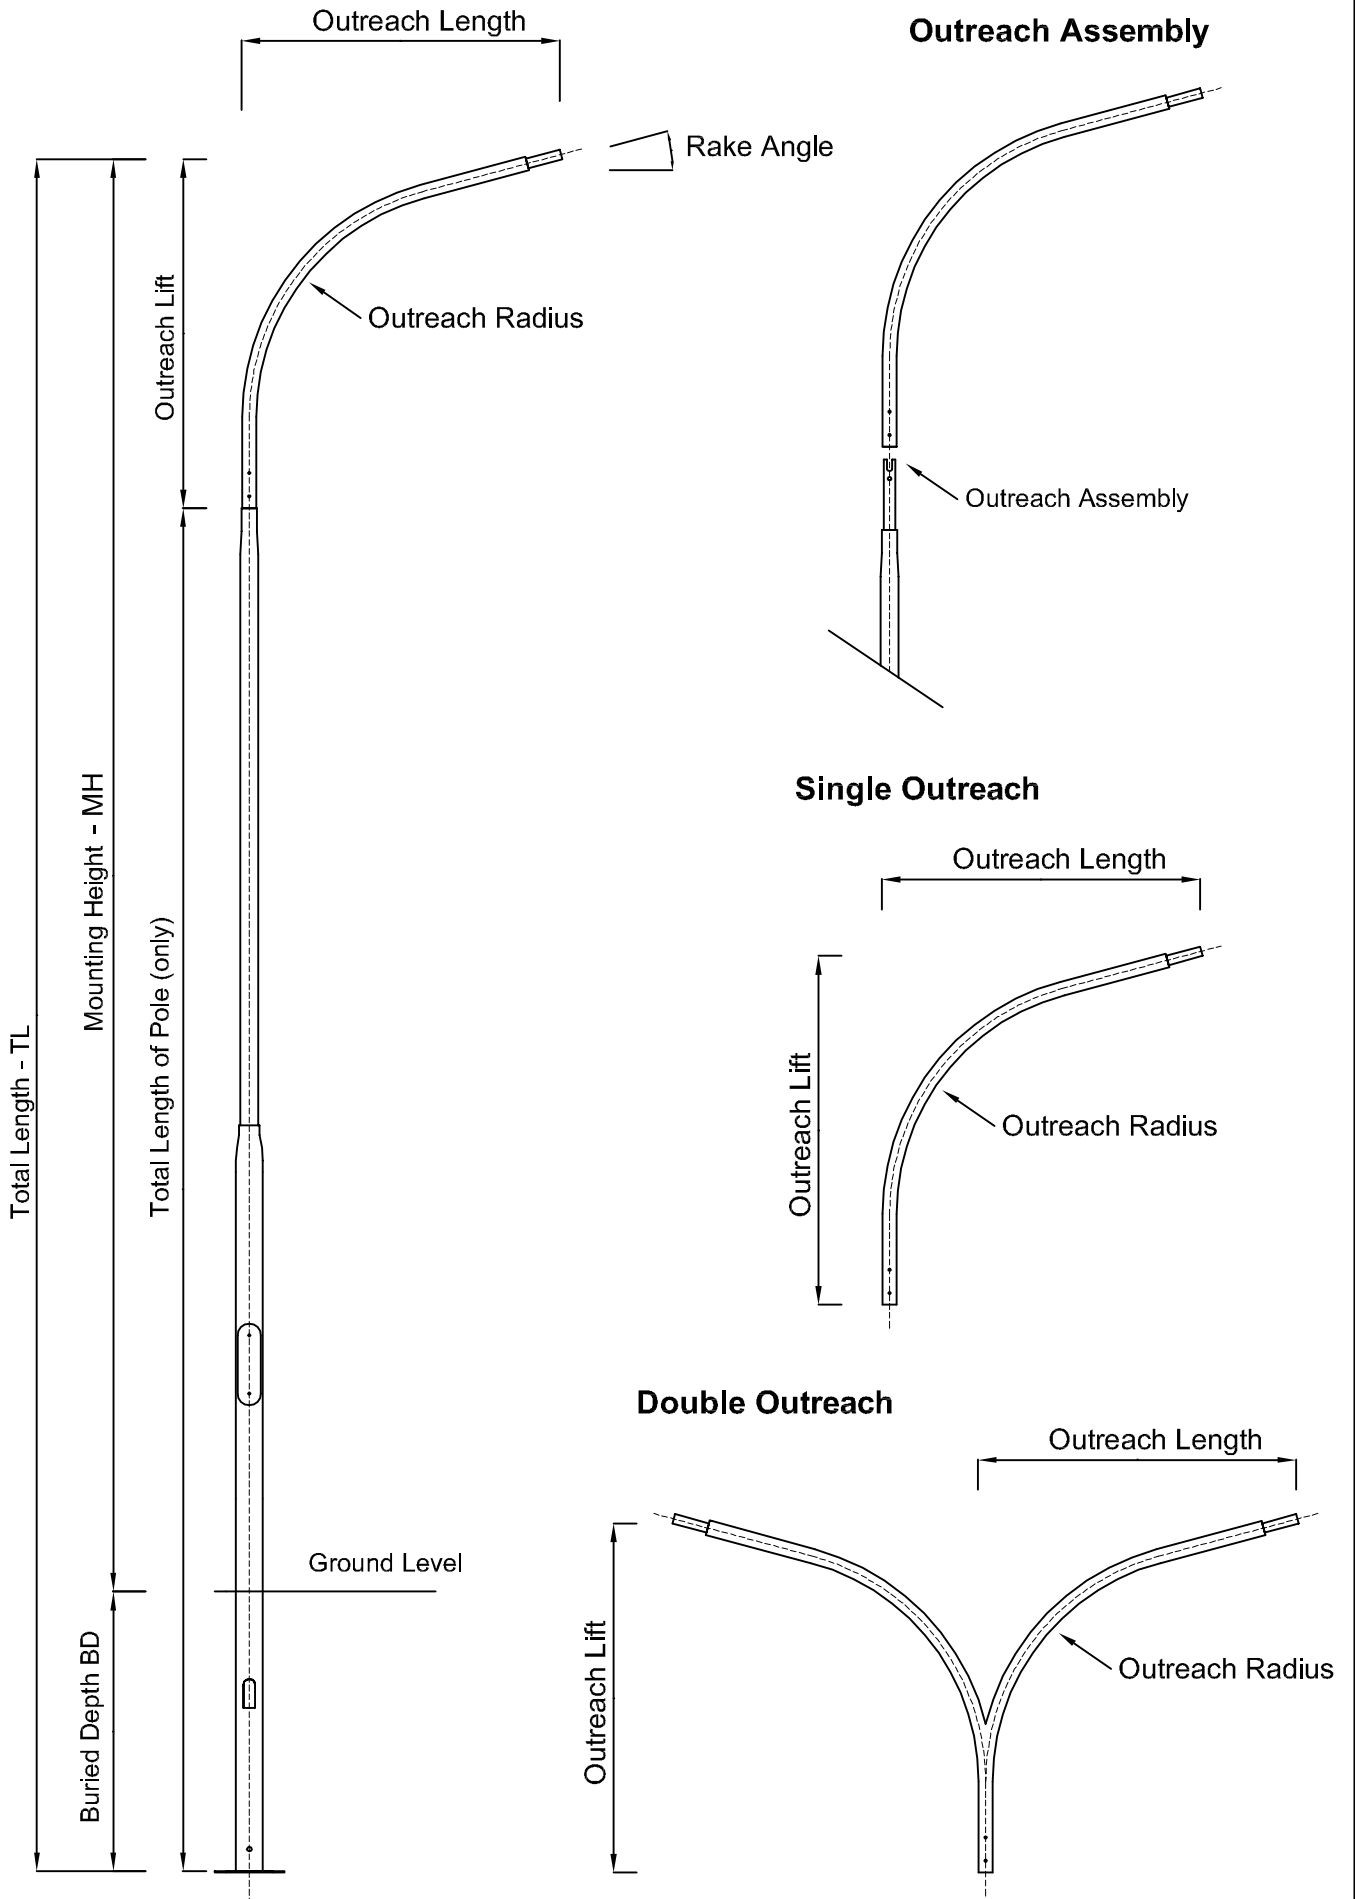 Outreach Length
Outreach Assembly
Rake Angle
Outreach Lift
Outreach Radius
Outreach Assembly
Mounting Height - MH
Total Length of Pole (only)
Total Length - TL
Single Outreach
Outreach Length
Outreach Lift
Outreach Radius
Double Outreach
Outreach Length
Ground Level
Buried Depth BD
Outreach Lift
Outreach Radius